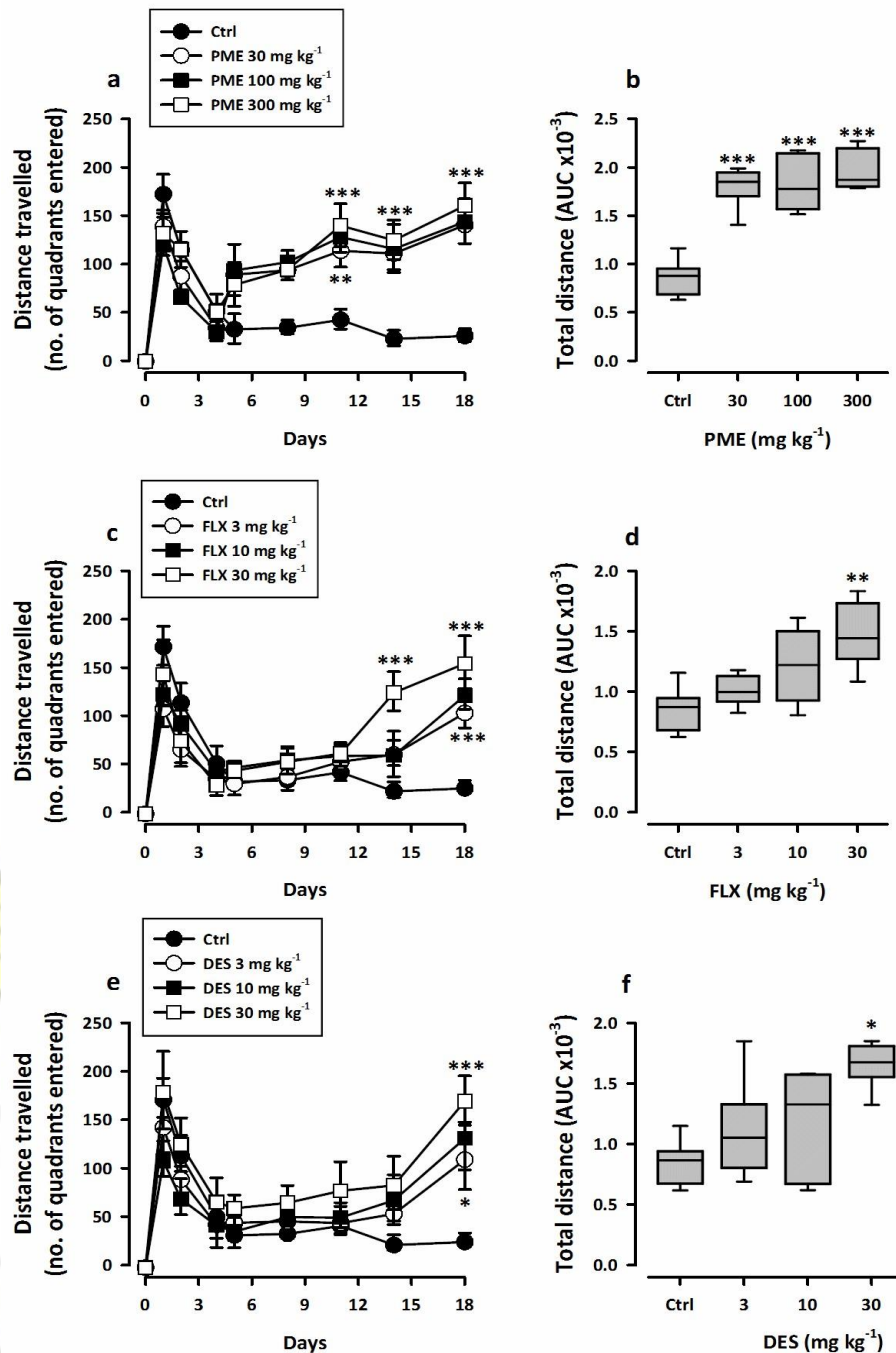 Ctrl
PME 30 mg kg-1
PME 100 mg kg-1
PME 300 mg kg-1
a
Distance travelled
(no. of quadrants entered)
250
200
150
100
50
0
***
***
***
**
0 3 6 9 12 15 18
Days
b
Total distance (AUC x10-3)
2.5
2.0
1.5
1.0
0.5
0.0
*** *** ***
Ctrl 30 100 300
PME (mg kg-1)
Ctrl
FLX 3 mg kg-1
FLX 10 mg kg-1
FLX 30 mg kg-1
c
Distance travelled
(no. of quadrants entered)
250
200
150
100
50
0
***
***
***
0 3 6 9 12 15 18
Days
d
Total distance (AUC x10-3)
2.0
1.5
1.0
0.5
0.0
**
Ctrl 3 10 30
FLX (mg kg-1)
Ctrl
DES 3 mg kg-1
DES 10 mg kg-1
DES 30 mg kg-1
e
Distance travelled
(no. of quadrants entered)
250
200
150
100
50
0
***
*
0 3 6 9 12 15 18
Days
f
Total distance (AUC x10-3)
2.0
1.5
1.0
0.5
0.0
*
Ctrl 3 10 30
DES (mg kg-1)